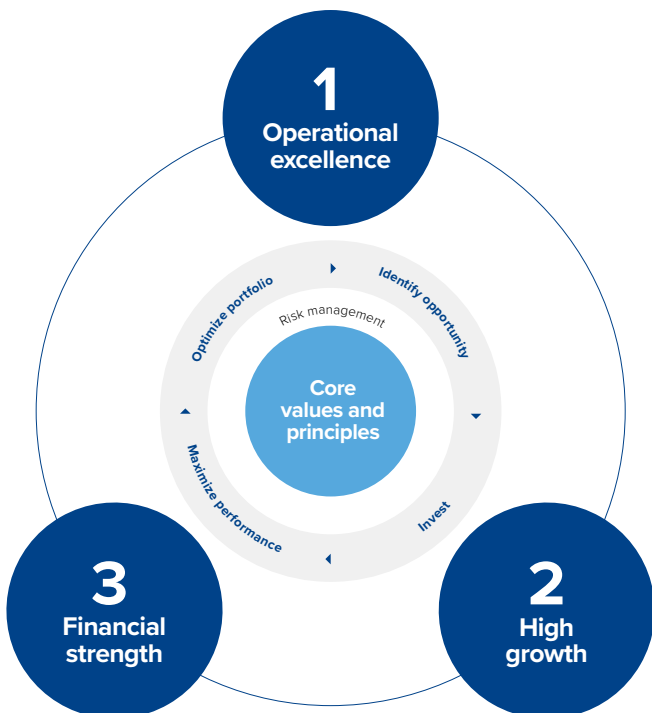 1
Operational
excellence
Optimize portfolio
Identify opportunity
Risk management
Core
values and
principles
Maximize performance
Invest
3
Financial
strength
2
High
growth